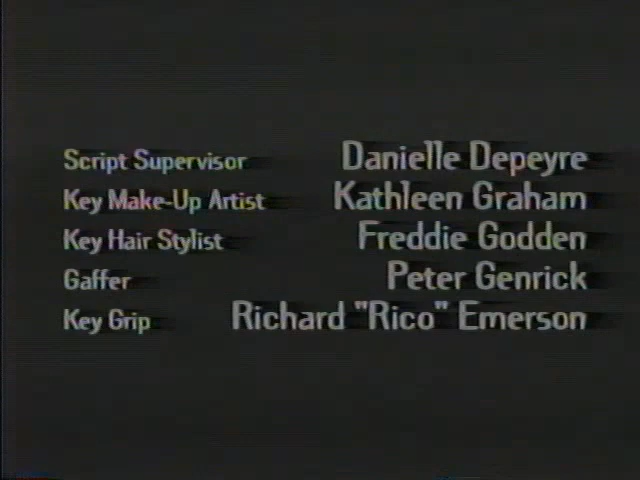 Script Supervisor Danielle Depeyre
Key Make-Up Artist Kathleen Graham
Key Hair Stylist Freddie Godden
Gaffer Peter Genrick
Key Grip Richard "Rico" Emerson